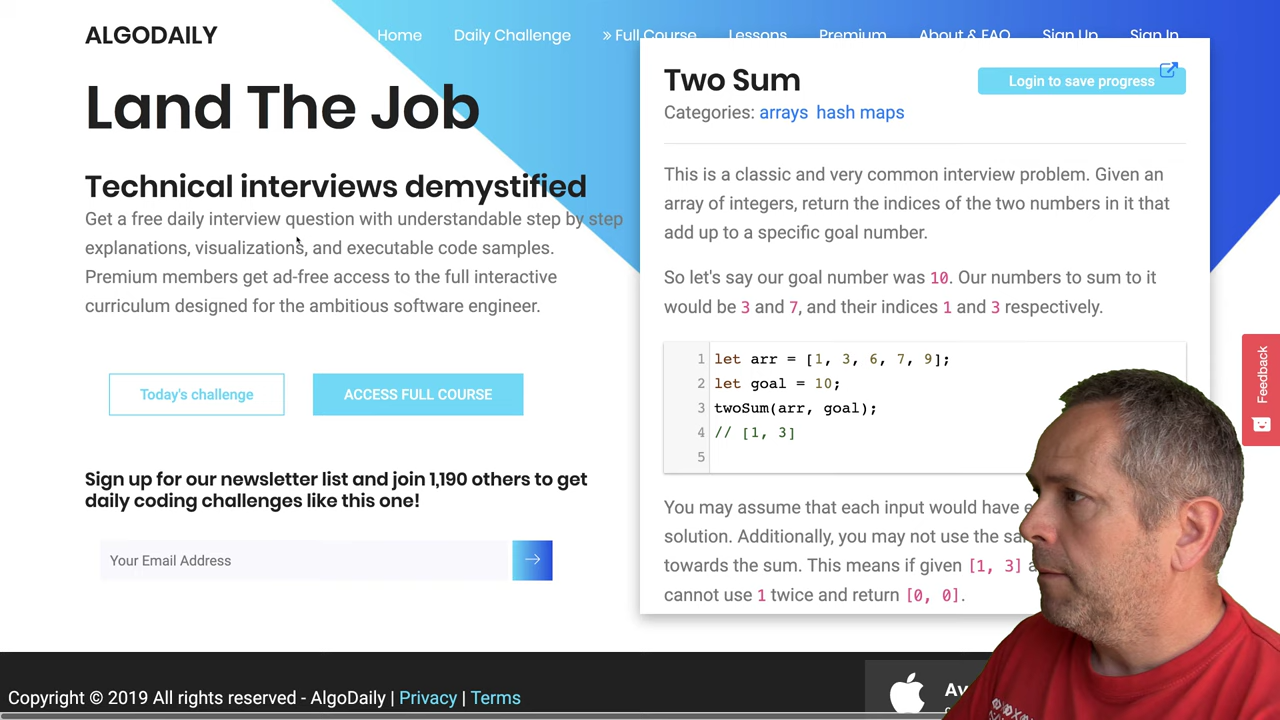 ALGODAILY
Home Daily Challenge » Full Course Lessons Premium About & FAQ Sign Up Sign In
Land The Job
Technical interviews demystified
Get a free daily interview question with understandable step by step
explanations, visualizations, and executable code samples.
Premium members get ad-free access to the full interactive
curriculum designed for the ambitious software engineer.
Today's challenge
ACCESS FULL COURSE
Sign up for our newsletter list and join 1,190 others to get
daily coding challenges like this one!
Your Email Address
Two Sum
Login to save progress
Categories: arrays hash maps
This is a classic and very common interview problem. Given an
array of integers, return the indices of the two numbers in it that
add up to a specific goal number.
So let's say our goal number was 10. Our numbers to sum to it
would be 3 and 7, and their indices 1 and 3 respectively.
1 let arr = [1, 3, 6, 7, 9];
2 let goal = 10;
3 twoSum(arr, goal);
4 // [1, 3]
5
You may assume that each input would have
solution. Additionally, you may not use the
towards the sum. This means if given [1, 3]
cannot use 1 twice and return [0, 0].
Feedback
Copyright © 2019 All rights reserved - AlgoDaily | Privacy | Terms